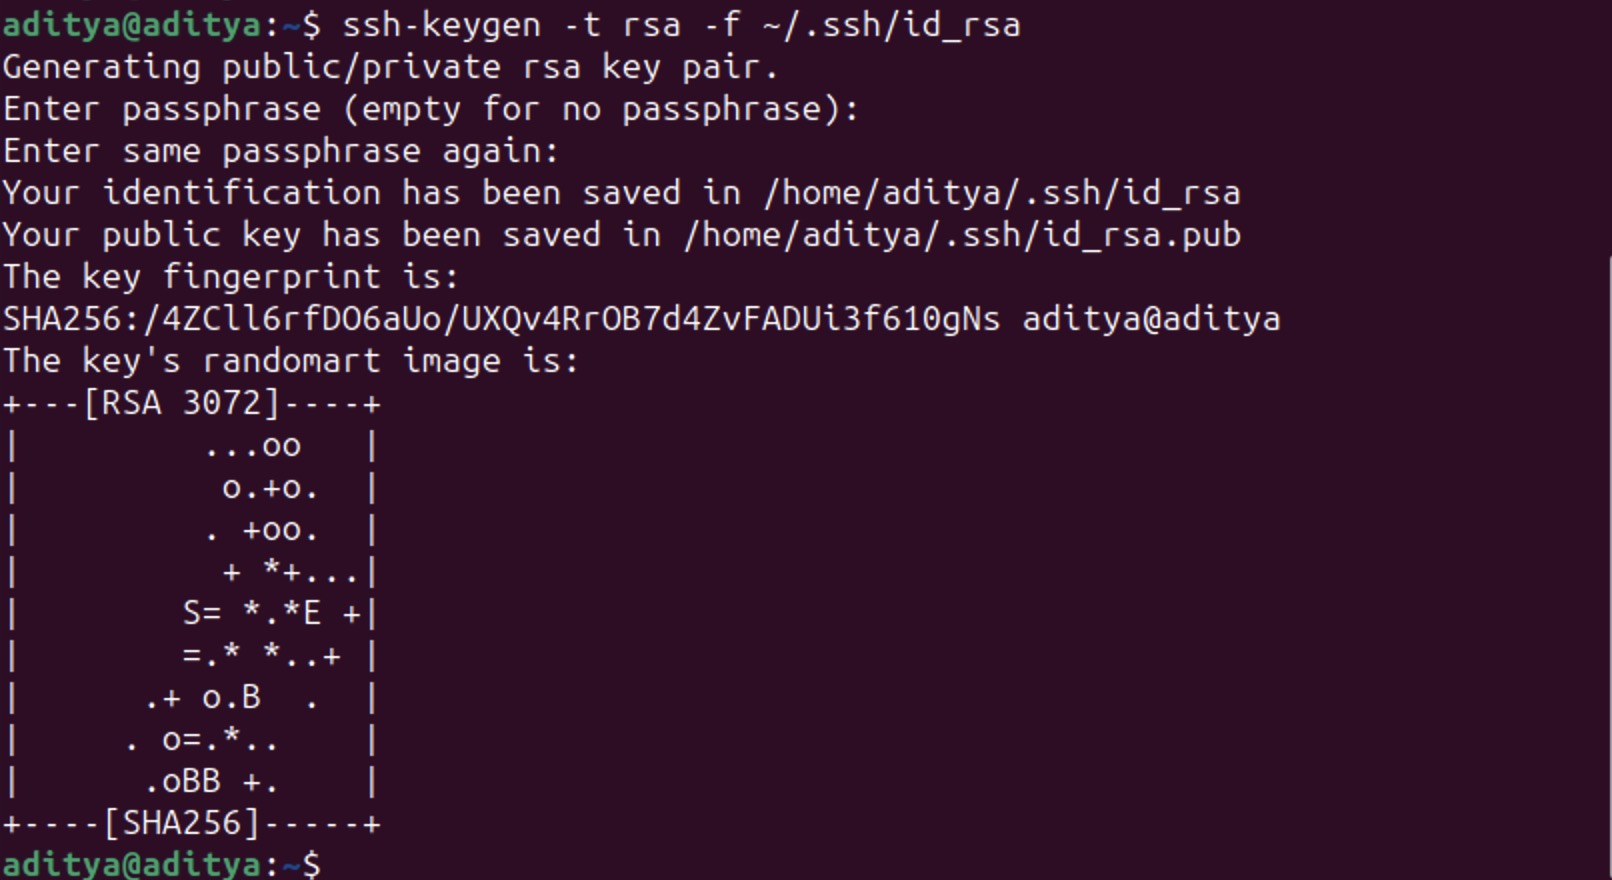 aditya@aditya:~$ ssh-keygen -t rsa -f ~/.ssh/id_rsa
Generating public/private rsa key pair.
Enter passphrase (empty for no passphrase):
Enter same passphrase again:
Your identification has been saved in /home/aditya/.ssh/id_rsa
Your public key has been saved in /home/aditya/.ssh/id_rsa.pub
The key fingerprint is:
SHA256:/4ZCll6rfDO6aUo/UXQv4RrOB7d4ZvFADUi3f610gNs aditya@aditya
The key's randomart image is:
+---[RSA 3072]----+
|          ...oo   |
|           o.+o.  |
|          . +oo.  |
|           + *+...|
|         S= *.*E +|
|         =.* *..+ |
|       .+ o.B  .  |
|      . o=.*..    |
|       .oBB +.    |
+----[SHA256]-----+
aditya@aditya:~$